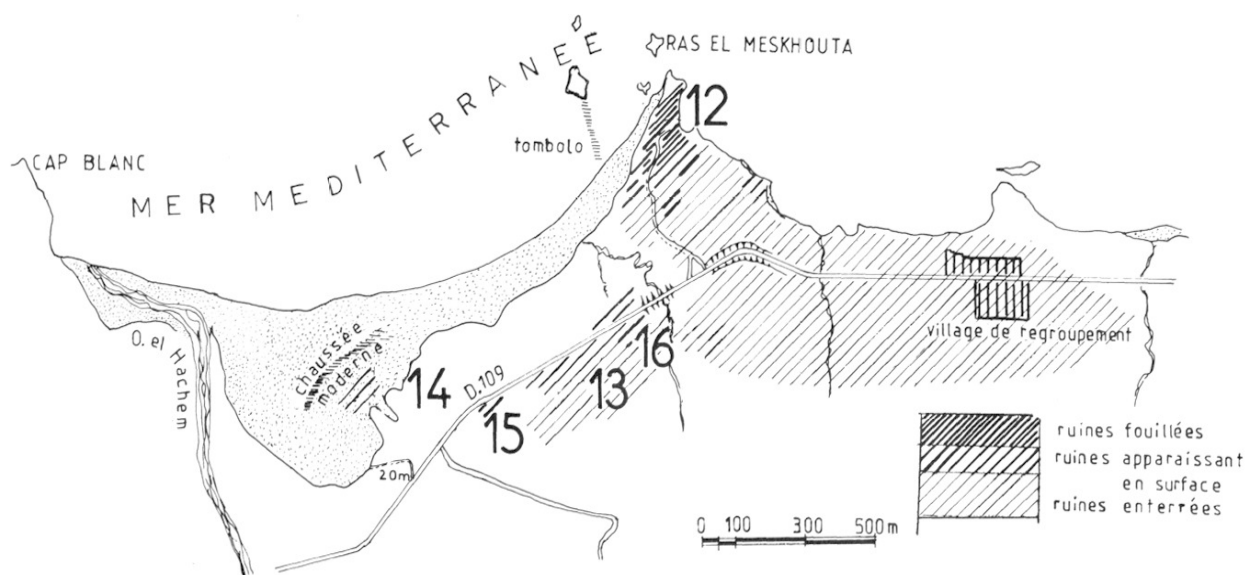 MER MEDITERRANÉE
RAS EL MESKHOUTA
12
tombolo
CAP BLANC
O. el Hachem
chaussée
moderne
14
D.109
16
13
15
20m
village de regroupement
ruines fouillées
ruines apparaissant
en surface
ruines enterrées
0 100 300 500m